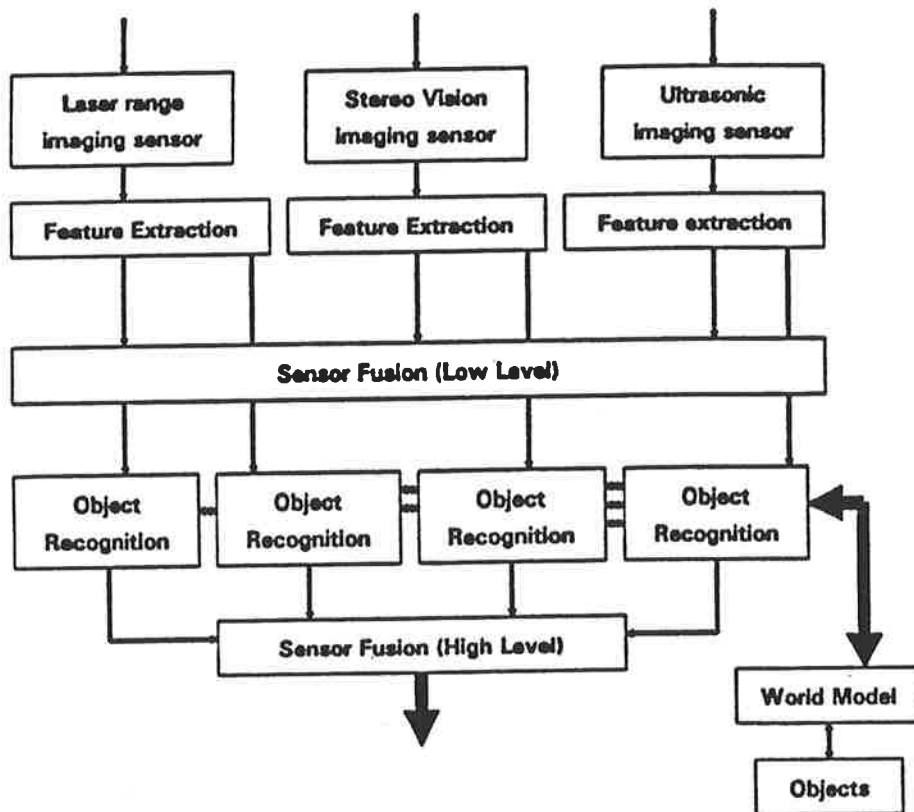 Laser range
imaging sensor
Stereo Vision
imaging sensor
Ultrasonic
imaging sensor
Feature Extraction
Feature Extraction
Feature extraction
Sensor Fusion (Low Level)
Object
Recognition
Object
Recognition
Object
Recognition
Object
Recognition
Sensor Fusion (High Level)
World Model
Objects